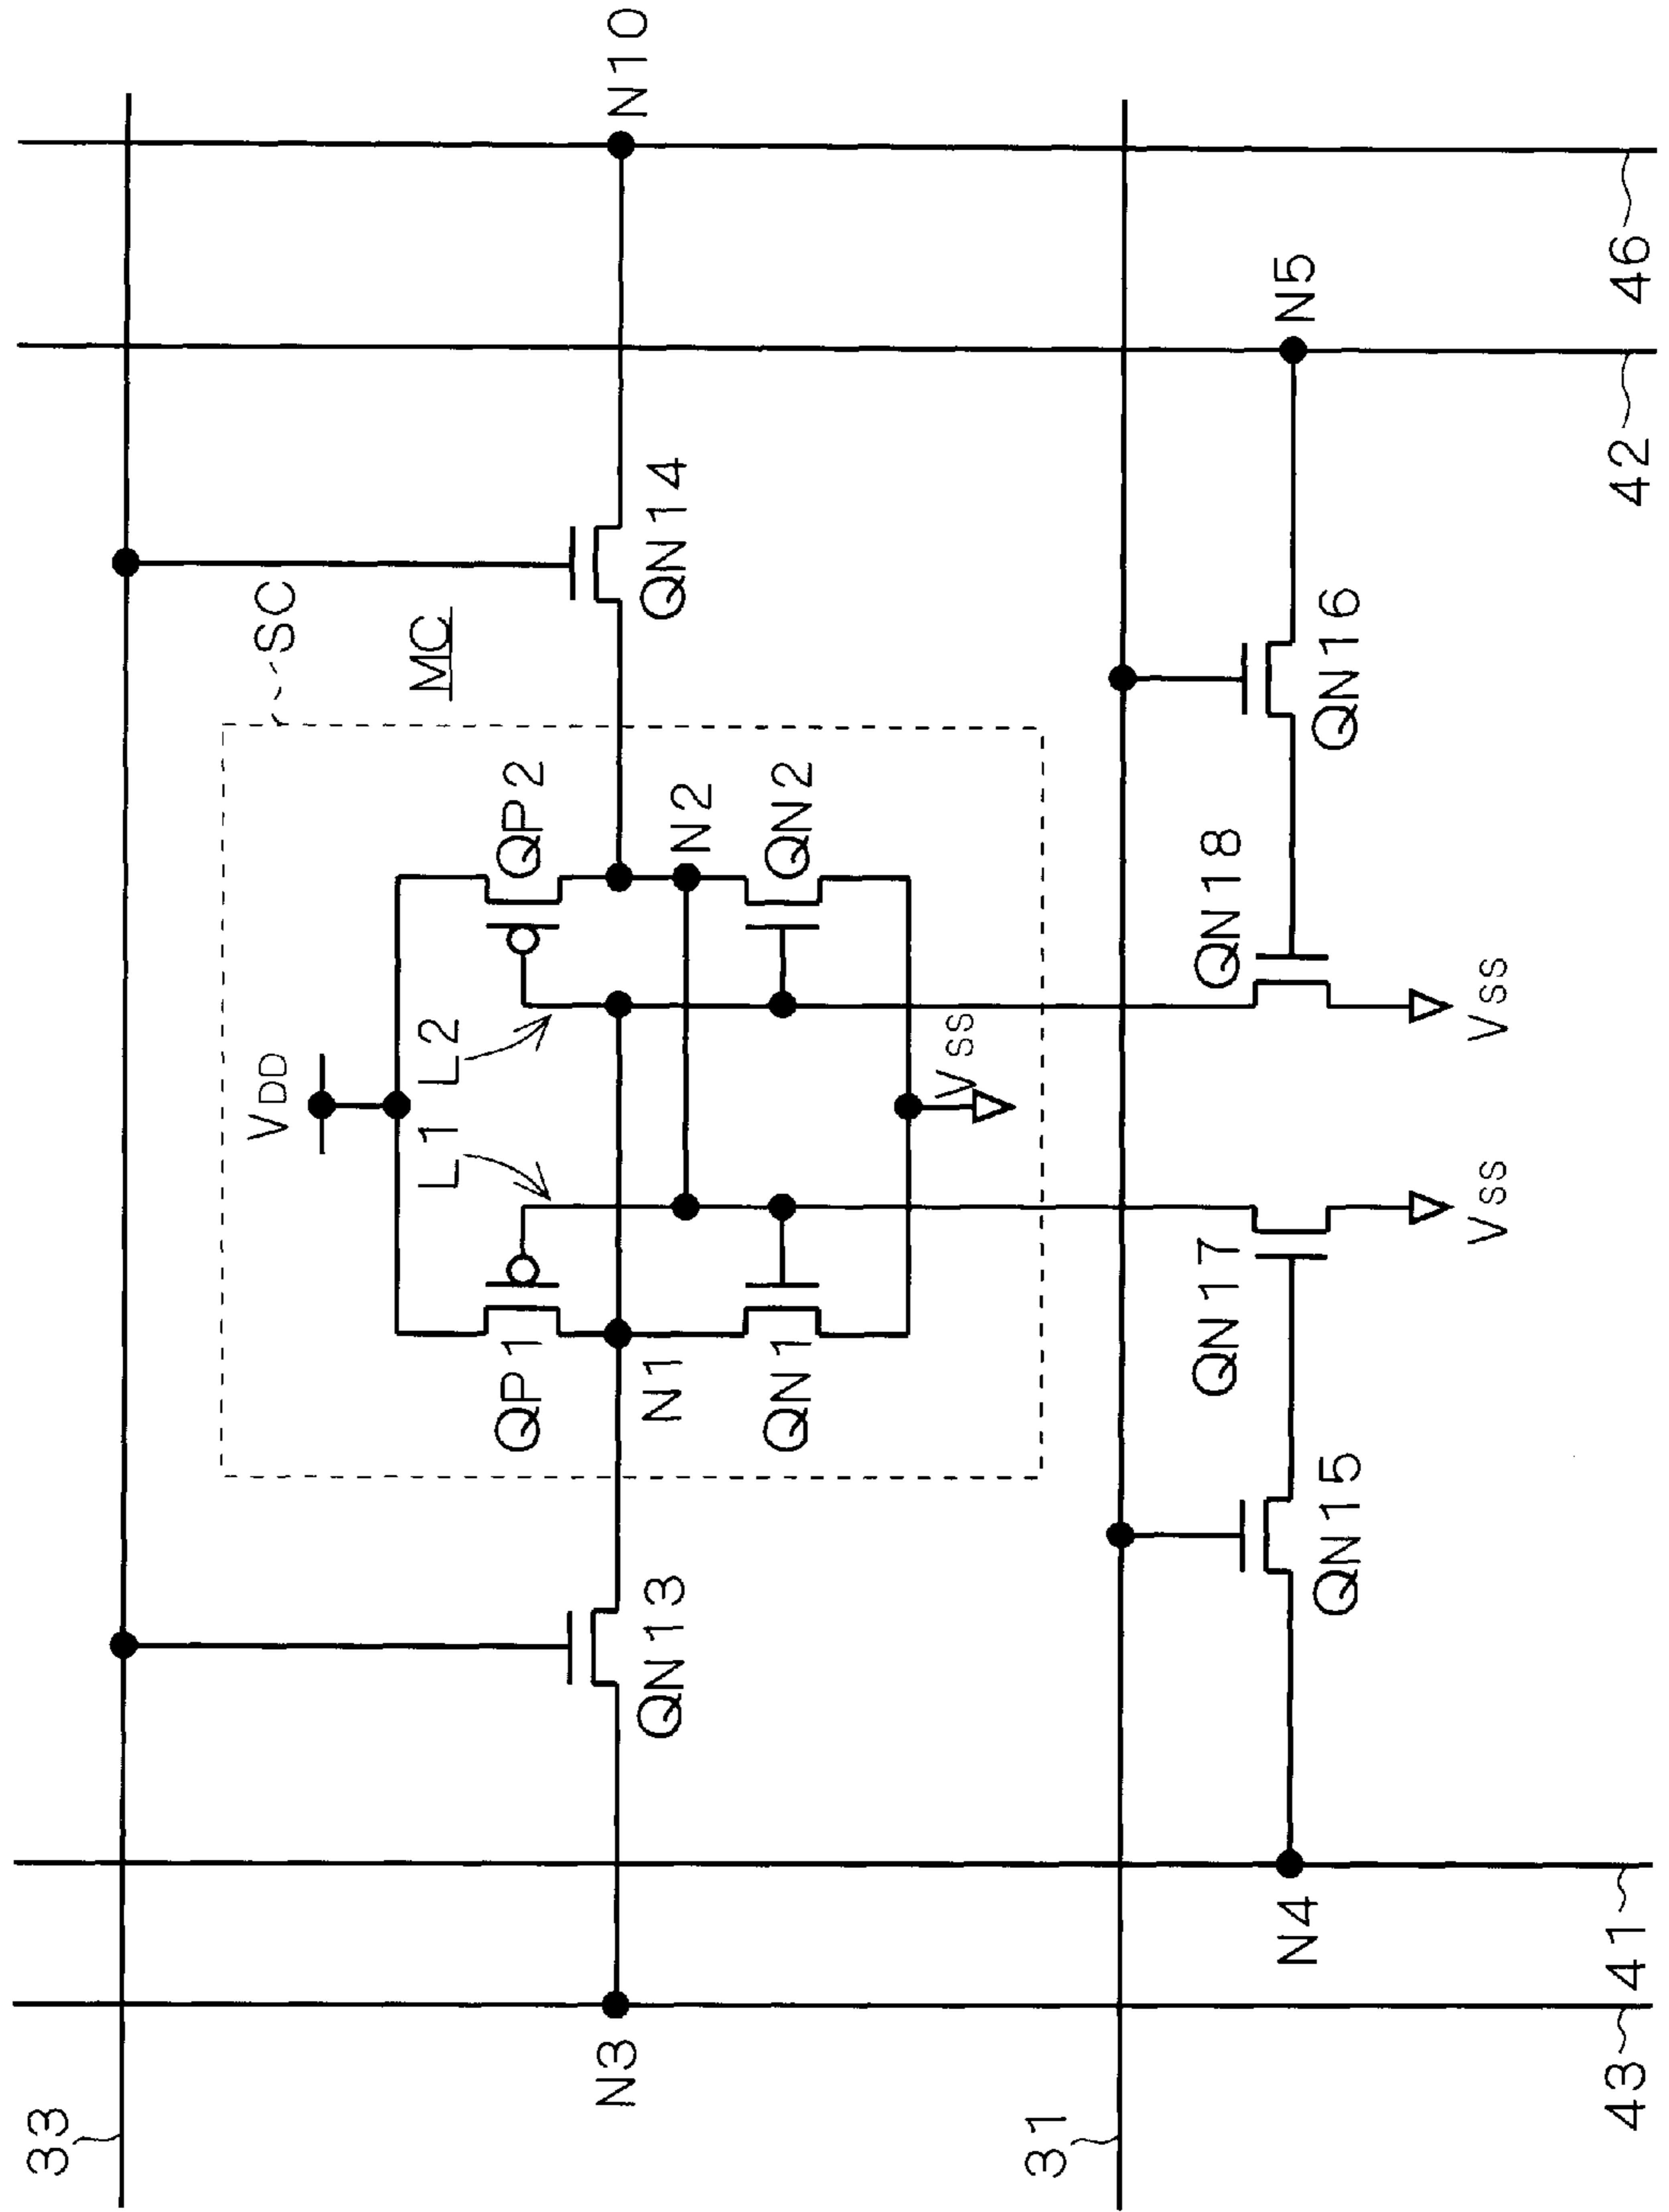 33
SC
MC
VDD
L1
L2
QP1
QP2
N1
N2
QN1
QN2
VSS
QN13
QN14
N3
N10
31
QN15
QN17
QN18
QN16
N4
N5
VSS
VSS
43
41
42
46